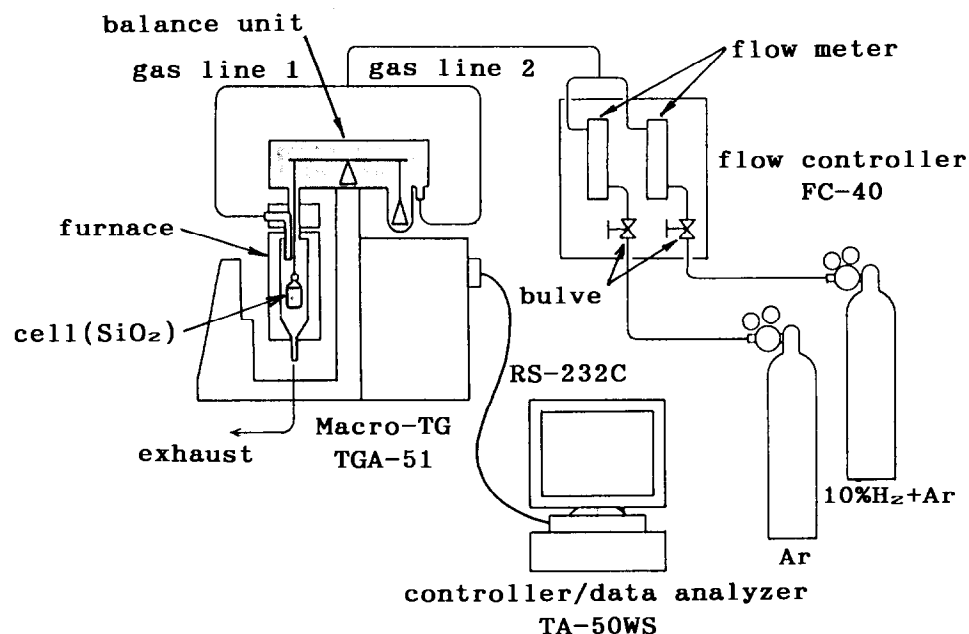 balance unit
gas line 1
gas line 2
flow meter
flow controller
FC-40
furnace
bulve
cell(SiO₂)
RS-232C
Macro-TG
TGA-51
exhaust
10%H₂+Ar
Ar
controller/data analyzer
TA-50WS